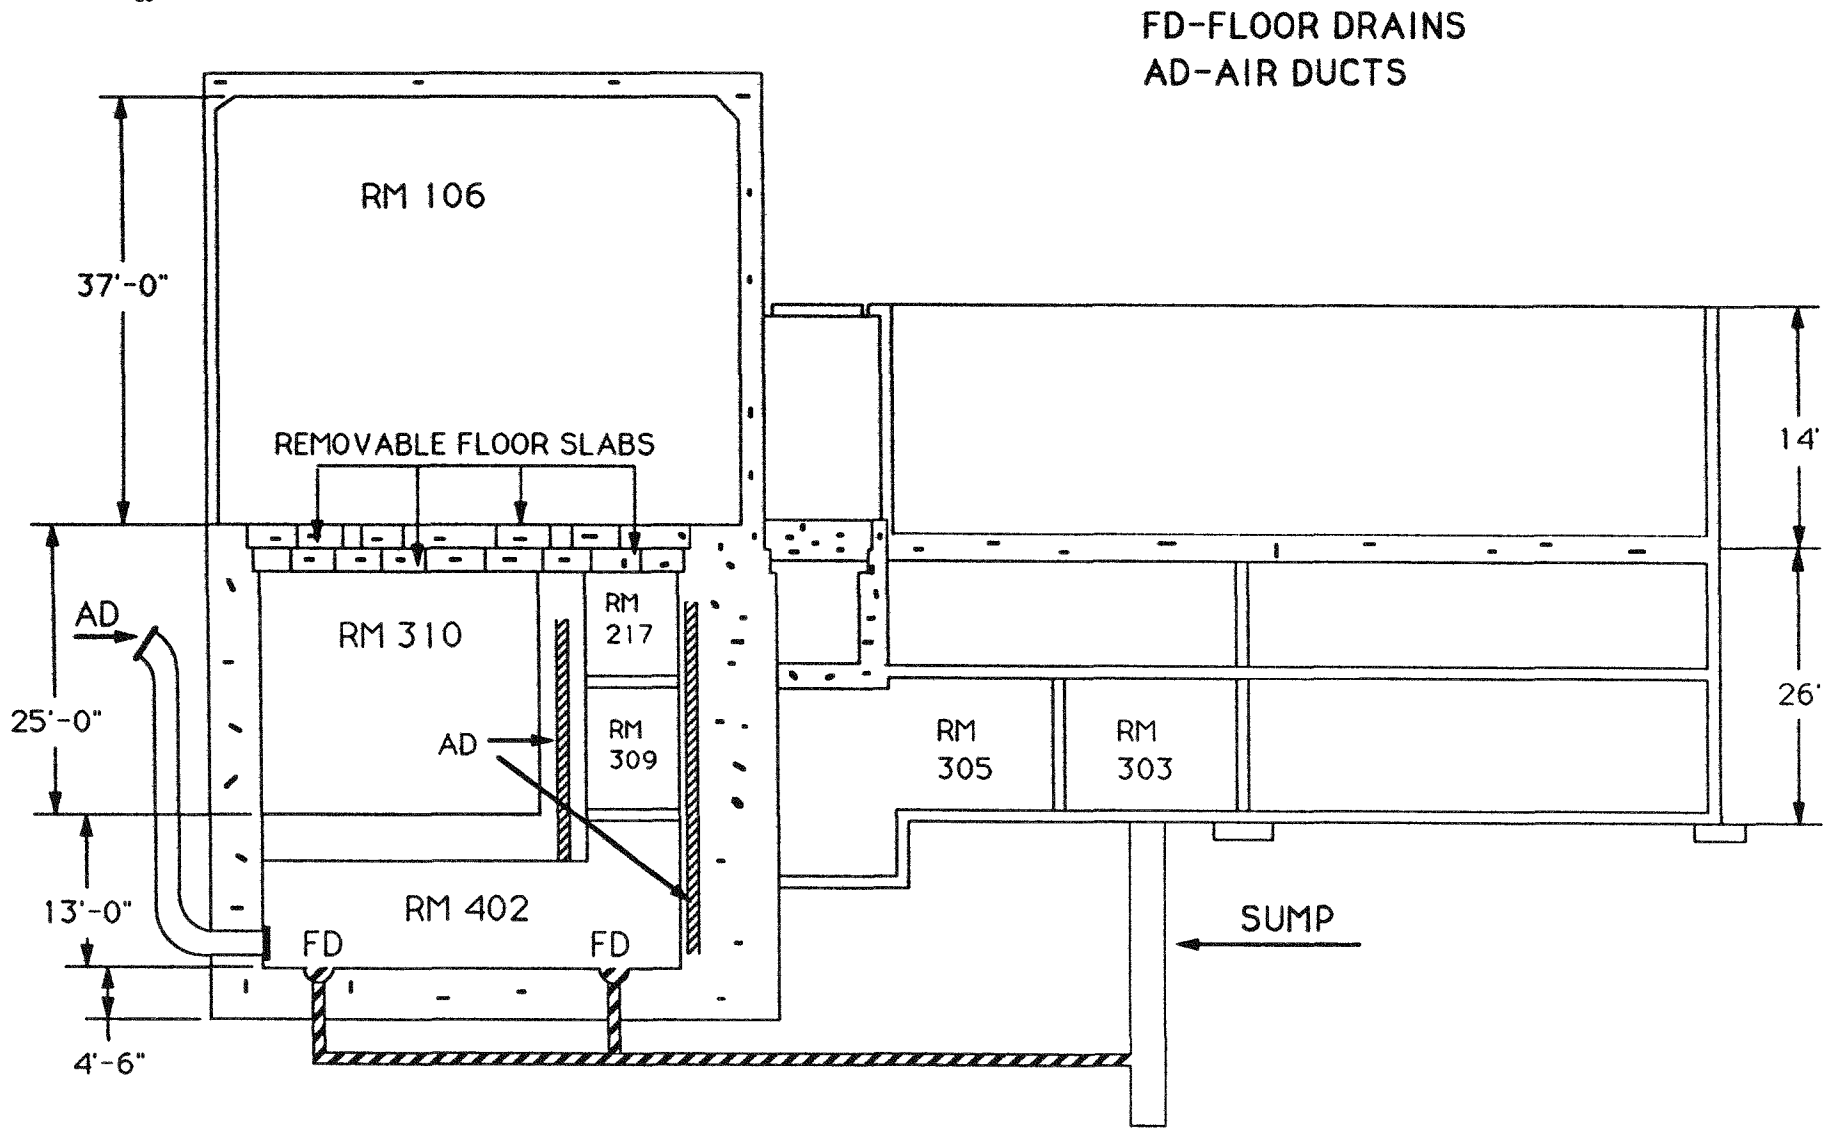 FD-FLOOR DRAINS
AD-AIR DUCTS
RM 106
37'-0"
REMOVABLE FLOOR SLABS
14'
AD
RM 310
RM
217
25'-0"
AD
RM
309
RM
305
RM
303
26'
13'-0"
RM 402
FD
FD
SUMP
4'-6"